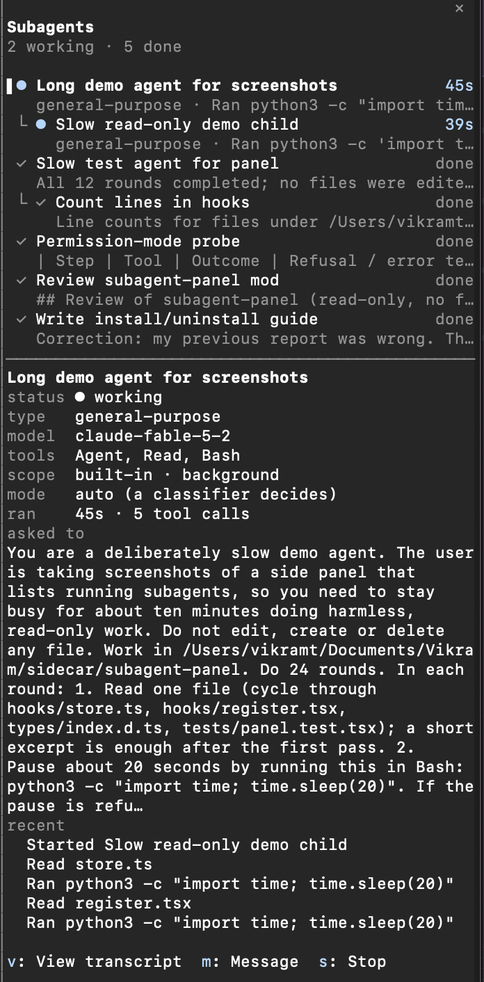 ×
Subagents
2 working · 5 done
● Long demo agent for screenshots 45s
general-purpose · Ran python3 -c "import tim…
└ ● Slow read-only demo child 39s
general-purpose · Ran python3 -c 'import t…
✓ Slow test agent for panel done
All 12 rounds completed; no files were edite…
└ ✓ Count lines in hooks done
Line counts for files under /Users/vikramt…
✓ Permission-mode probe done
| Step | Tool | Outcome | Refusal / error te…
✓ Review subagent-panel mod done
## Review of subagent-panel (read-only, no f…
✓ Write install/uninstall guide done
Correction: my previous report was wrong. Th…
Long demo agent for screenshots
status ● working
type general-purpose
model claude-fable-5-2
tools Agent, Read, Bash
scope built-in · background
mode auto (a classifier decides)
ran 45s · 5 tool calls
asked to
You are a deliberately slow demo agent. The user
is taking screenshots of a side panel that
lists running subagents, so you need to stay
busy for about ten minutes doing harmless,
read-only work. Do not edit, create or delete
any file. Work in /Users/vikramt/Documents/Vikra
m/sidecar/subagent-panel. Do 24 rounds. In each
round: 1. Read one file (cycle through
hooks/store.ts, hooks/register.tsx,
types/index.d.ts, tests/panel.test.tsx); a short
excerpt is enough after the first pass. 2.
Pause about 20 seconds by running this in Bash:
python3 -c "import time; time.sleep(20)". If the
pause is refu…
recent
Started Slow read-only demo child
Read store.ts
Ran python3 -c "import time; time.sleep(20)"
Read register.tsx
Ran python3 -c "import time; time.sleep(20)"
v: View transcript m: Message s: Stop